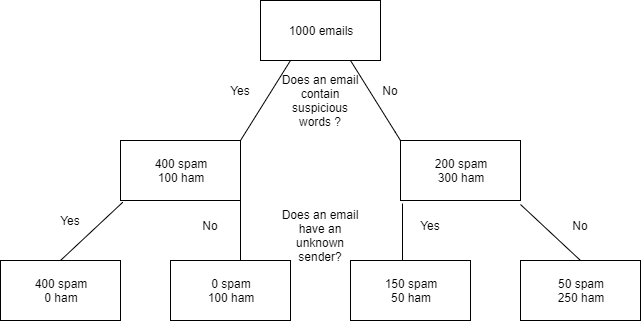 1000 emails
Does an email
contain
suspicious
words ?
Yes
No
400 spam
100 ham
200 spam
300 ham
Does an email
have an
unknown
sender?
Yes
No
Yes
No
400 spam
0 ham
0 spam
100 ham
150 spam
50 ham
50 spam
250 ham